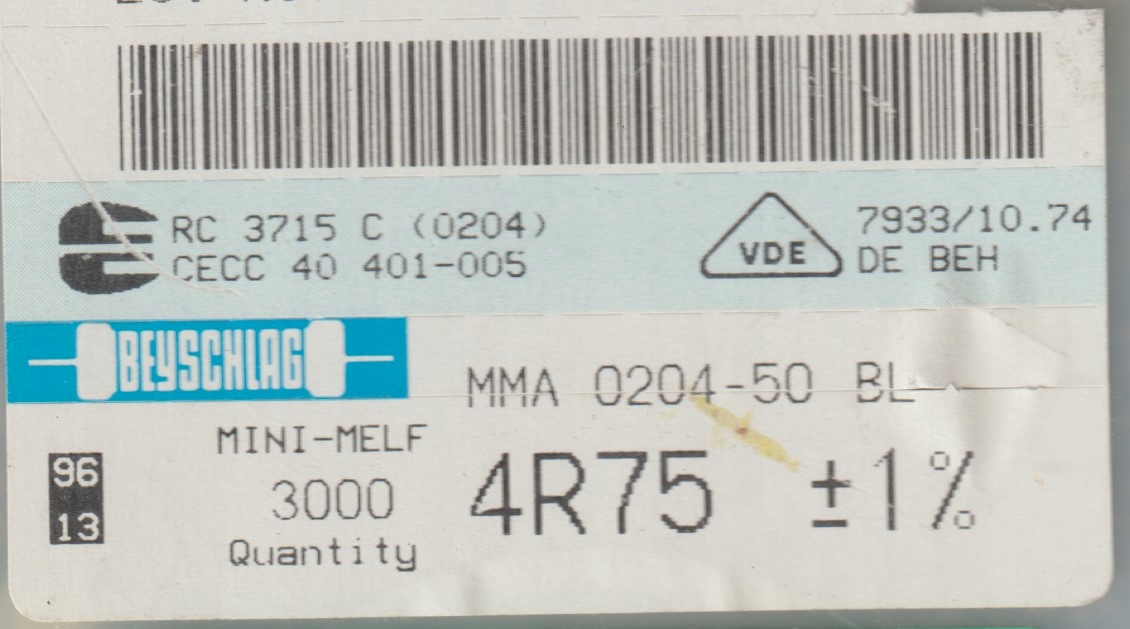 RC 3715 C (0204)
CECC 40 401-005
VDE
7933/10.74
DE BEH
BEYSCHLAG
MMA 0204-50 BL
MINI-MELF
96
13
3000
Quantity
4R75 ±1%